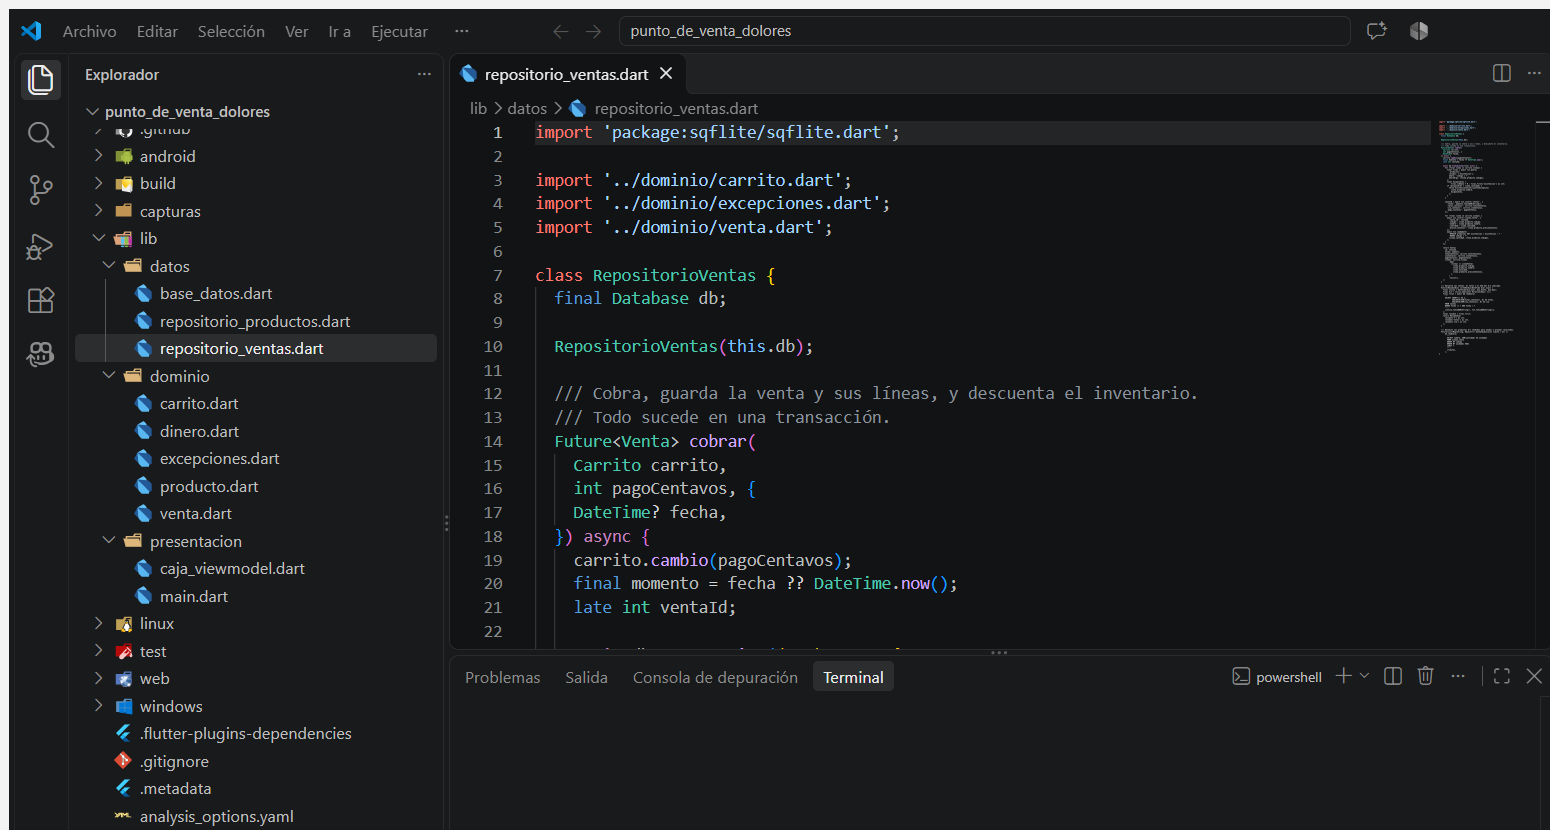 Archivo Editar Selección Ver Ir a Ejecutar ··· punto_de_venta_dolores
Explorador ···
punto_de_venta_dolores
.github
android
build
capturas
lib
datos
base_datos.dart
repositorio_productos.dart
repositorio_ventas.dart
dominio
carrito.dart
dinero.dart
excepciones.dart
producto.dart
venta.dart
presentacion
caja_viewmodel.dart
main.dart
linux
test
web
windows
.flutter-plugins-dependencies
.gitignore
.metadata
analysis_options.yaml
repositorio_ventas.dart
lib > datos > repositorio_ventas.dart
1 import 'package:sqflite/sqflite.dart';
2
3 import '../dominio/carrito.dart';
4 import '../dominio/excepciones.dart';
5 import '../dominio/venta.dart';
6
7 class RepositorioVentas {
8 final Database db;
9
10 RepositorioVentas(this.db);
11
12 /// Cobra, guarda la venta y sus líneas, y descuenta el inventario.
13 /// Todo sucede en una transacción.
14 Future<Venta> cobrar(
15 Carrito carrito,
16 int pagoCentavos, {
17 DateTime? fecha,
18 }) async {
19 carrito.cambio(pagoCentavos);
20 final momento = fecha ?? DateTime.now();
21 late int ventaId;
22
Problemas Salida Consola de depuración Terminal
powershell